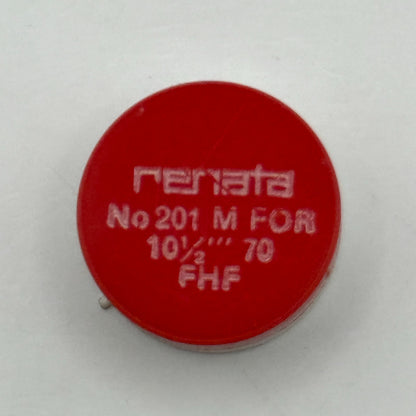 renata
No 201 M FOR
10½''' 70
FHF